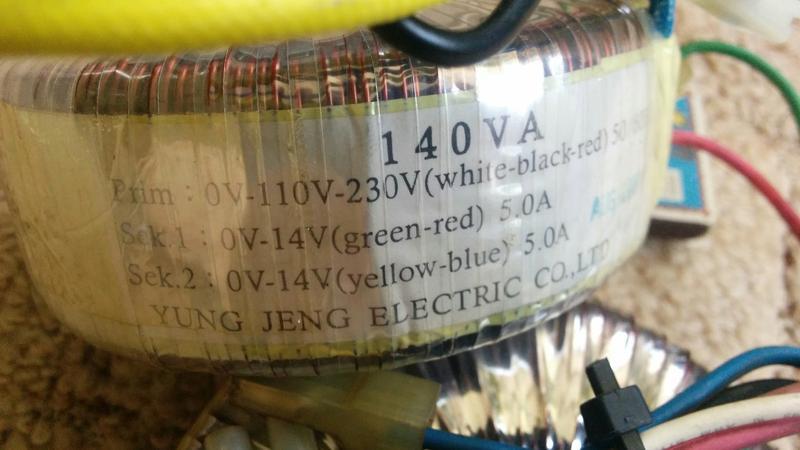 140VA
Prim : 0V-110V-230V(white-black-red) 50
Sek.1 : 0V-14V(green-red) 5.0A
Sek.2 : 0V-14V(yellow-blue) 5.0A
YUNG JENG ELECTRIC CO.,LTD